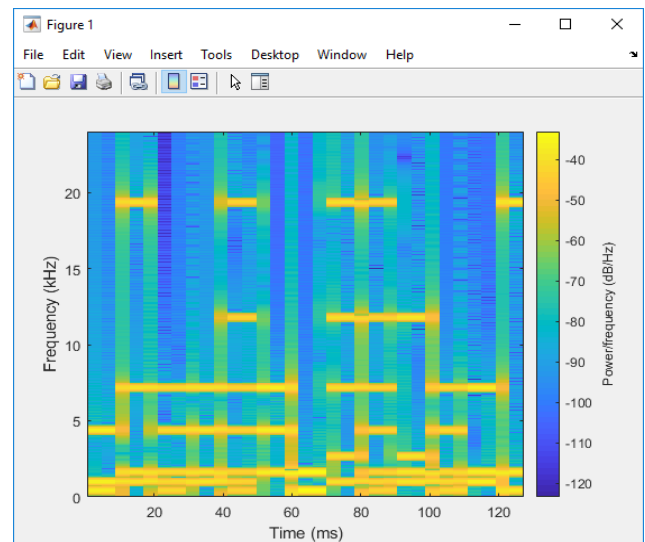 Figure 1
File Edit View Insert Tools Desktop Window Help
20
15
10
5
0
Frequency (kHz)
20 40 60 80 100 120
Time (ms)
-40
-50
-60
-70
-80
-90
-100
-110
-120
Power/frequency (dB/Hz)